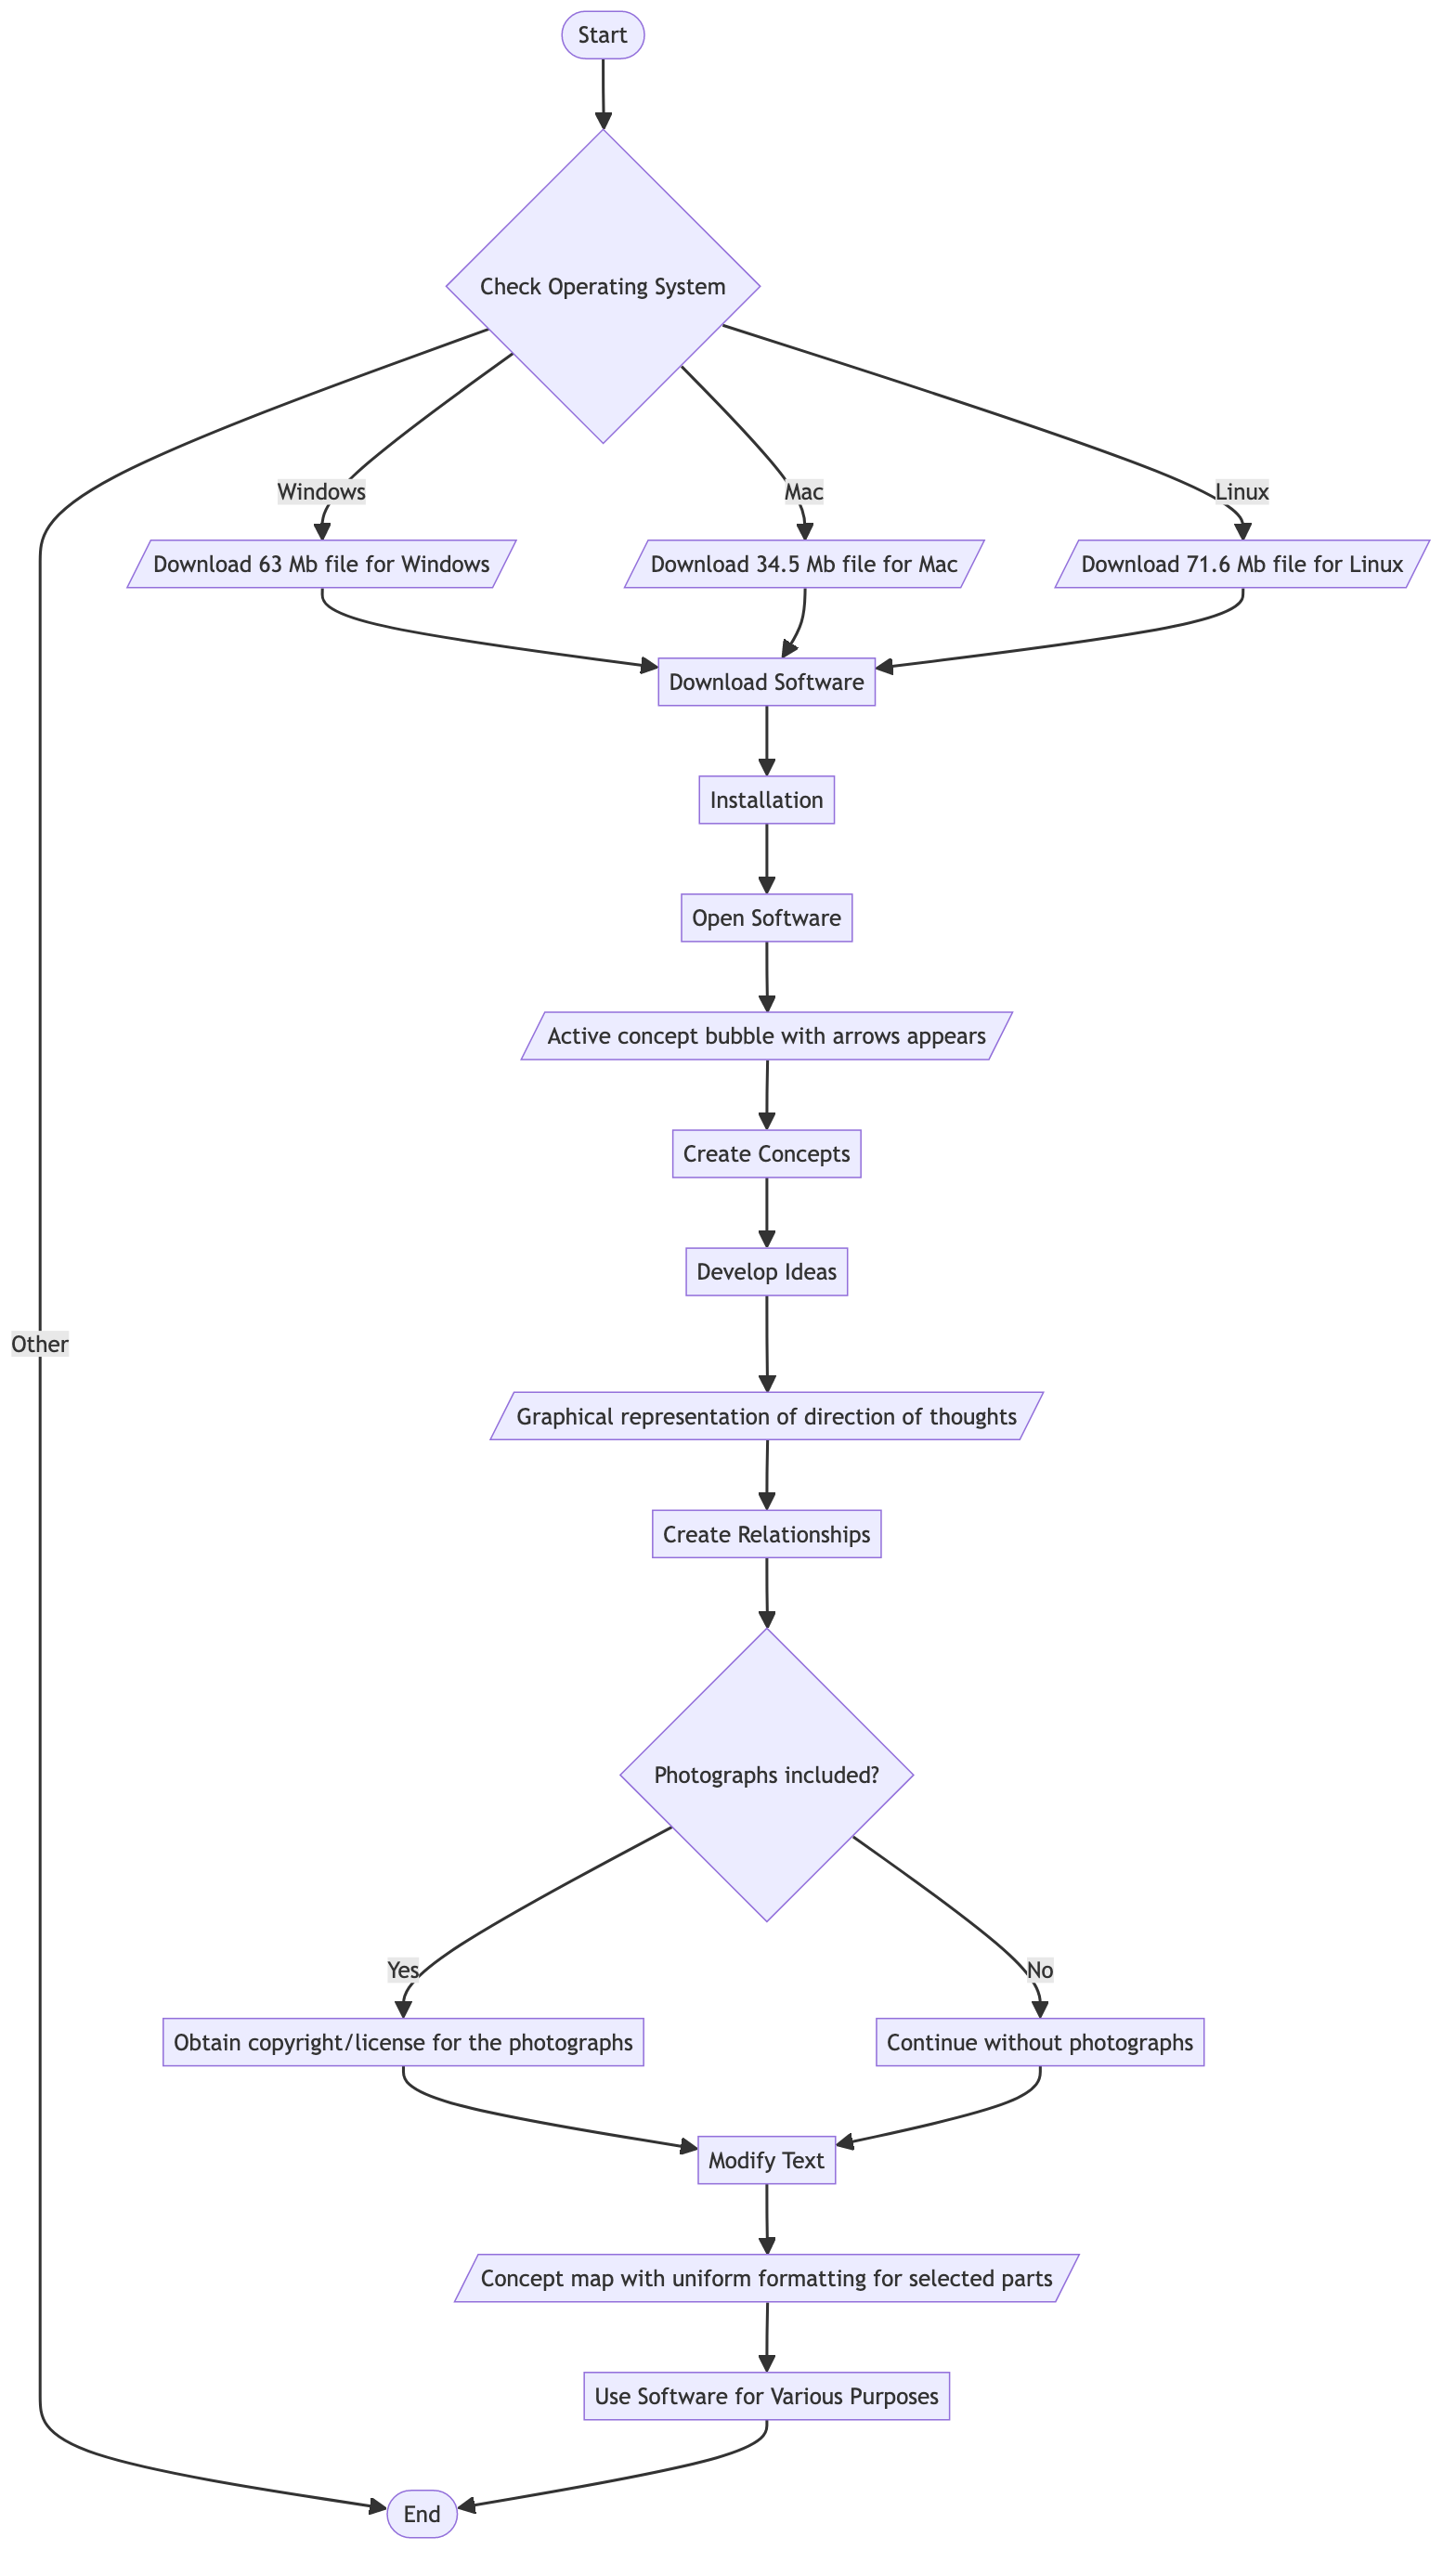 Start
Check Operating System
Windows
Mac
Linux
Download 63 Mb file for Windows
Download 34.5 Mb file for Mac
Download 71.6 Mb file for Linux
Download Software
Installation
Open Software
Active concept bubble with arrows appears
Create Concepts
Develop Ideas
Other
Graphical representation of direction of thoughts
Create Relationships
Photographs included?
Yes
No
Obtain copyright/license for the photographs
Continue without photographs
Modify Text
Concept map with uniform formatting for selected parts
Use Software for Various Purposes
End